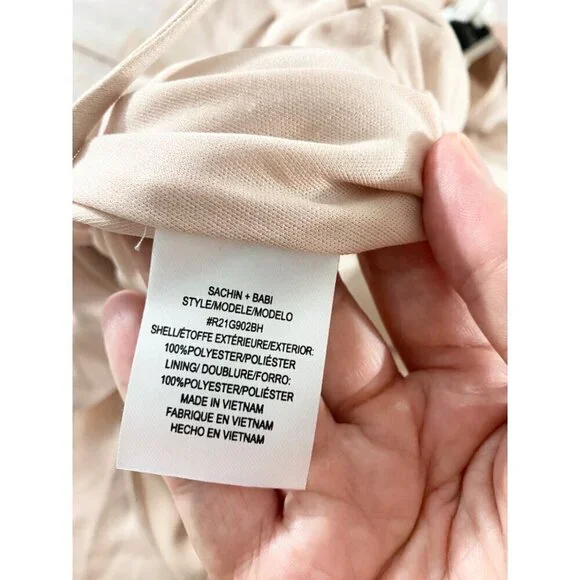 SACHIN + BABI
STYLE/MODELE/MODELO
#R21G902BH
SHELL/ÉTOFFE EXTÉRIEURE/EXTERIOR:
100%POLYESTER/POLIÉSTER
LINING/ DOUBLURE/FORRO:
100%POLYESTER/POLIÉSTER
MADE IN VIETNAM
FABRIQUE EN VIETNAM
HECHO EN VIETNAM